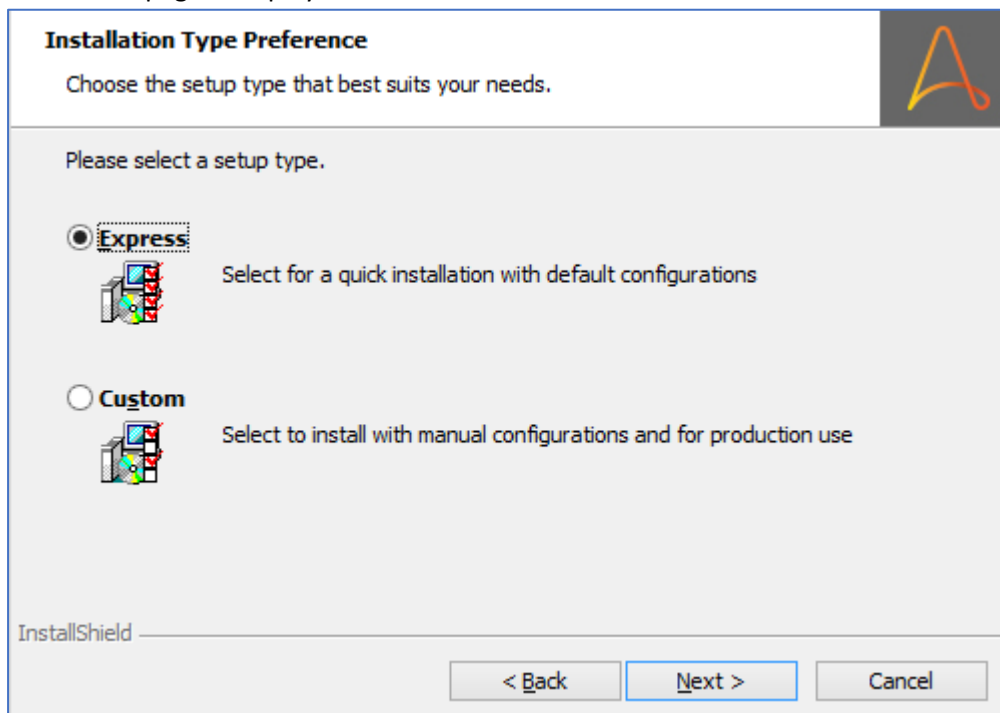 Installation Type Preference
Choose the setup type that best suits your needs.
Please select a setup type.
Express
Select for a quick installation with default configurations
Custom
Select to install with manual configurations and for production use
InstallShield
< Back
Next >
Cancel